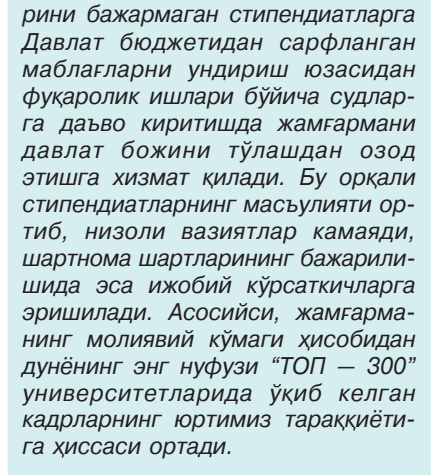 рини бажармаган стипендиатларга
Давлат бюджетидан сарфланган
маблағларни ундириш юзасидан
фуқаролик ишлари бўйича судлар-
га даъво киритишда жамғармани
давлат божини тўлашдан озод
этишга хизмат қилади. Бу орқали
стипендиатларнинг масъулияти ор-
тиб, низоли вазиятлар камаяди,
шартнома шартларининг бажарили-
шида эса ижобий кўрсаткичларга
эришилади. Асосийси, жамғарма-
нинг молиявий кўмаги ҳисобидан
дунёнинг энг нуфузи “ТОП — 300”
университетларида ўқиб келган
кадрларнинг юртимиз тараққиёти-
га ҳиссаси ортади.